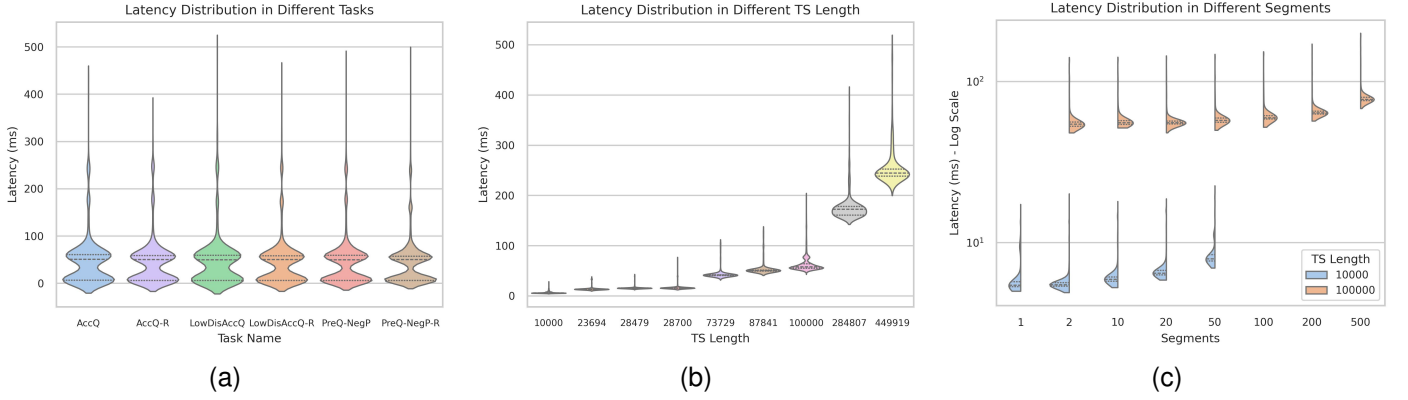 Latency Distribution in Different Tasks
500
400
300
200
100
0
Latency (ms)
AccQ AccQ-R LowDisAccQ LowDisAccQ-R PreQ-NegP PreQ-NegP-R
Task Name
(a)
Latency Distribution in Different TS Length
500
400
300
200
100
0
Latency (ms)
10000 23694 28479 28700 73729 87841 100000 284807 449919
TS Length
(b)
Latency Distribution in Different Segments
10²
10¹
Latency (ms) - Log Scale
TS Length
10000
100000
1 2 10 20 50 100 200 500
Segments
(c)